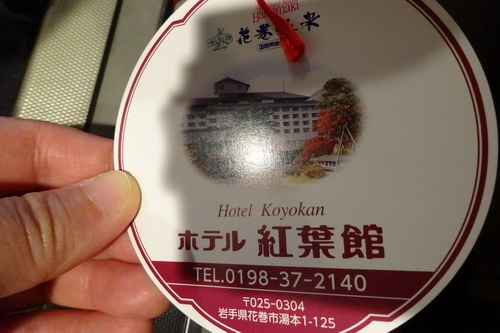 Hanamaki
花巻温泉
Hotel Koyokan
ホテル 紅葉館
TEL.0198-37-2140
〒025-0304
岩手県花巻市湯本1-125